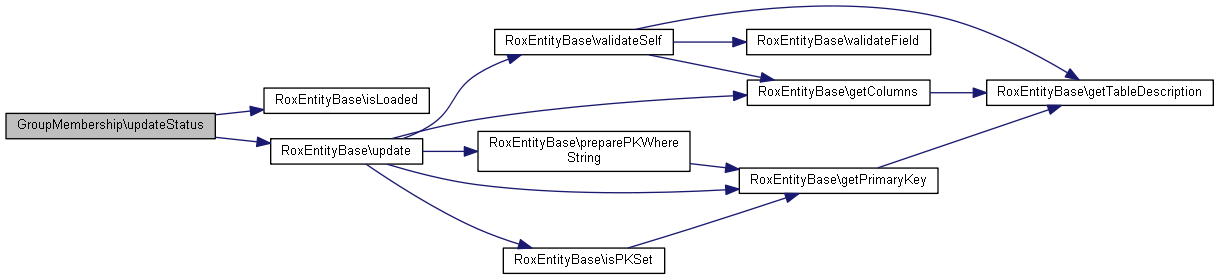 GroupMembership\updateStatus
RoxEntityBase\isLoaded
RoxEntityBase\update
RoxEntityBase\validateSelf
RoxEntityBase\preparePKWhere
String
RoxEntityBase\isPKSet
RoxEntityBase\validateField
RoxEntityBase\getColumns
RoxEntityBase\getPrimaryKey
RoxEntityBase\getTableDescription